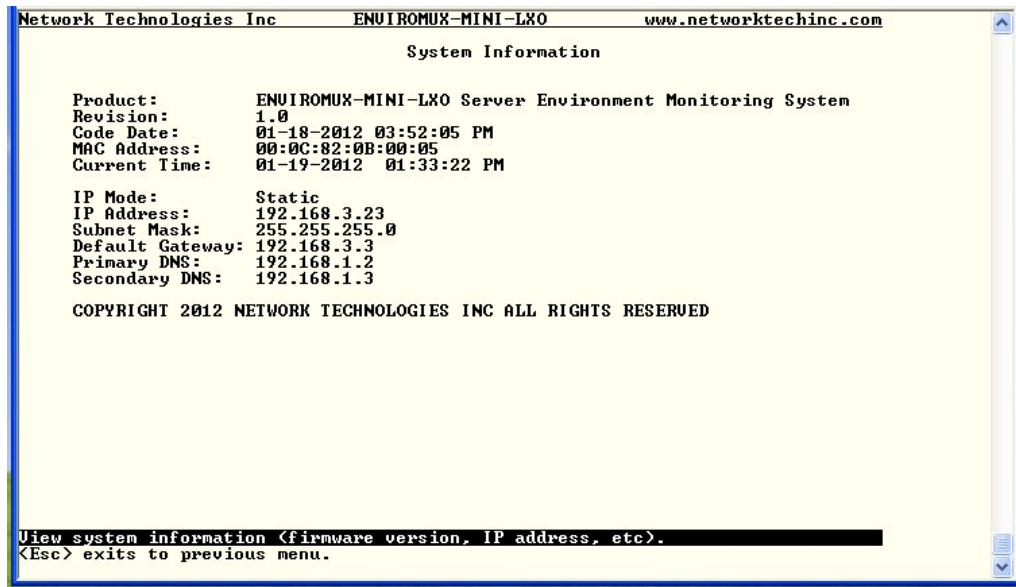 Network Technologies Inc ENVIROMUX-MINI-LXO www.networktechinc.com
System Information
Product: ENVIROMUX-MINI-LXO Server Environment Monitoring System
Revision: 1.0
Code Date: 01-18-2012 03:52:05 PM
MAC Address: 00:0C:82:0B:00:05
Current Time: 01-19-2012 01:33:22 PM
IP Mode: Static
IP Address: 192.168.3.23
Subnet Mask: 255.255.255.0
Default Gateway: 192.168.3.3
Primary DNS: 192.168.1.2
Secondary DNS: 192.168.1.3
COPYRIGHT 2012 NETWORK TECHNOLOGIES INC ALL RIGHTS RESERVED
View system information (firmware version, IP address, etc).
<Esc> exits to previous menu.